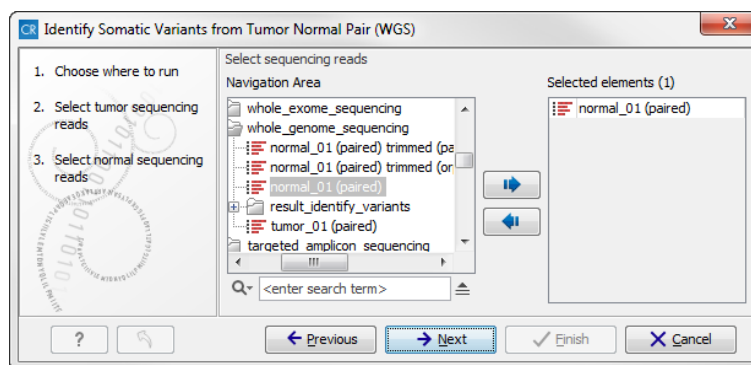 CR Identify Somatic Variants from Tumor Normal Pair (WGS)
1. Choose where to run
2. Select tumor sequencing
reads
3. Select normal sequencing
reads
Select sequencing reads
Navigation Area
whole_exome_sequencing
whole_genome_sequencing
normal_01 (paired) trimmed (pa
normal_01 (paired) trimmed (or
normal_01 (paired)
result_identify_variants
tumor_01 (paired)
targeted_amplicon_sequencing
<enter search term>
Selected elements (1)
normal_01 (paired)
?
Previous
Next
Finish
Cancel